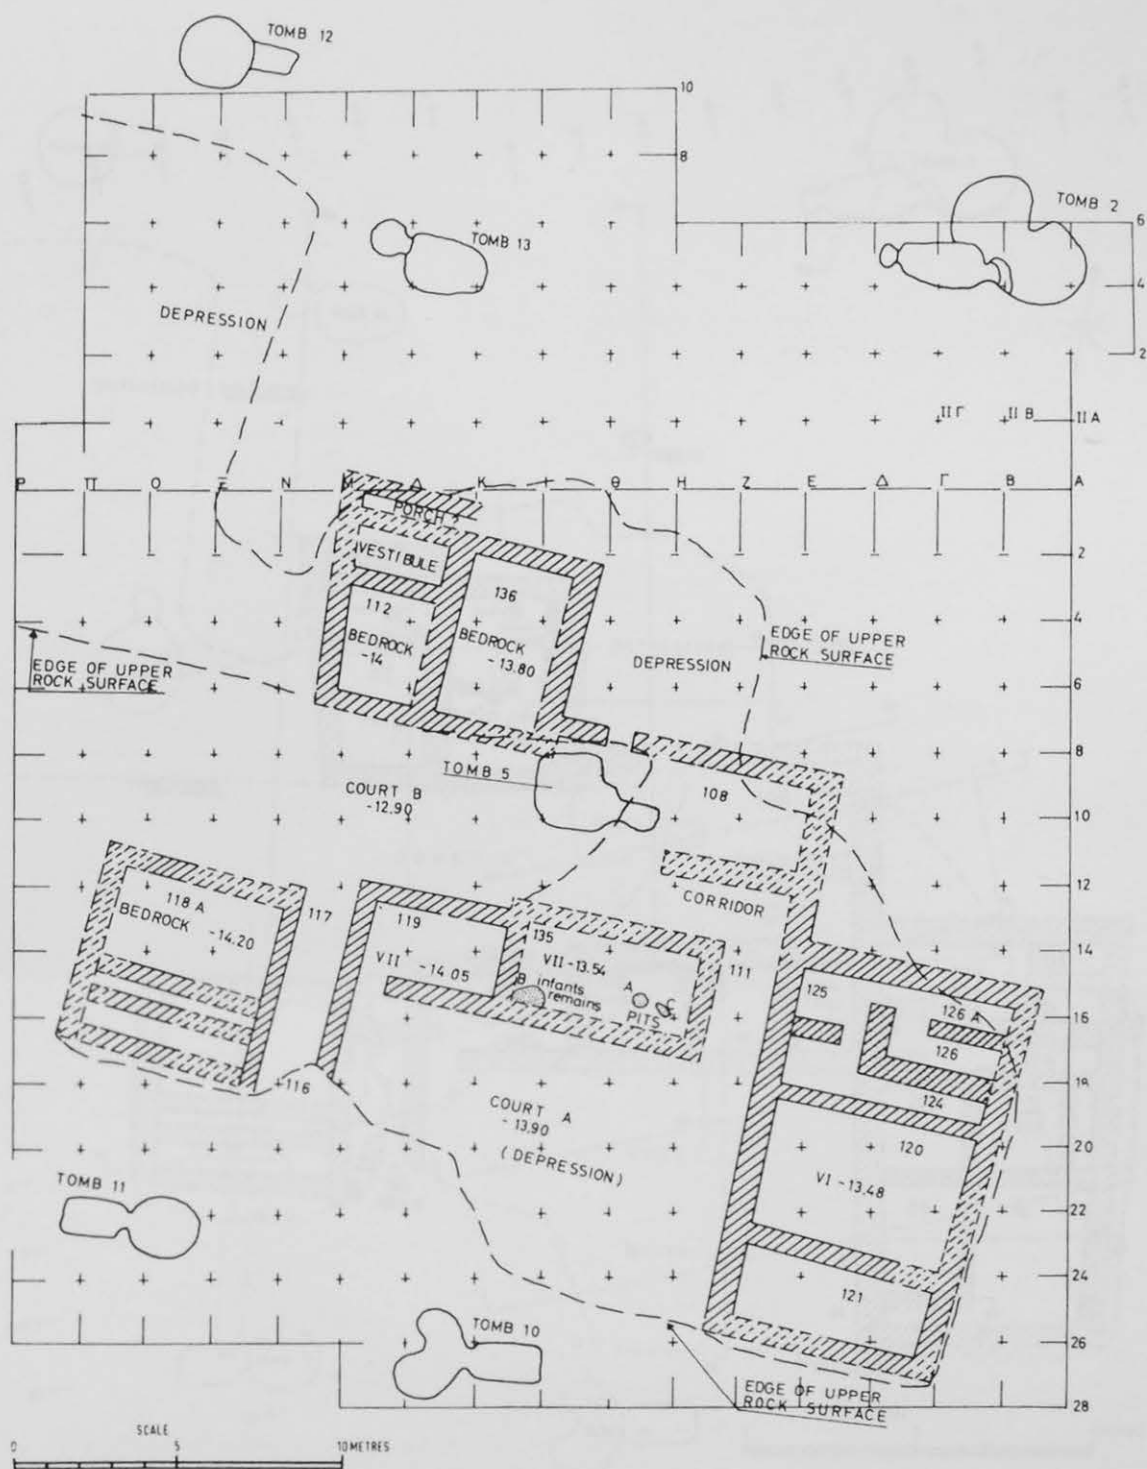 TOMB 12
10
8
TOMB 13
TOMB 2
6
4
2
DEPRESSION
II Γ
II B
II A
P
Π
O
Ξ
N
M
Λ
K
I
Θ
H
Z
E
Δ
Γ
B
A
PORCH ?
VESTIBULE
2
112
BEDROCK
-14
136
BEDROCK
-13.80
4
EDGE OF UPPER
ROCK SURFACE
DEPRESSION
EDGE OF UPPER
ROCK SURFACE
6
8
TOMB 5
COURT B
-12.90
108
10
118 A
BEDROCK -14.20
117
119
VII -14.05
CORRIDOR
12
135
VII -13.54
B infants
remains
A
C
PITS
111
14
125
126 A
126
16
116
124
18
COURT A
-13.90
(DEPRESSION)
120
VI -13.48
20
TOMB 11
22
24
121
TOMB 10
26
EDGE OF UPPER
ROCK SURFACE
28
SCALE
0 5 10 METRES